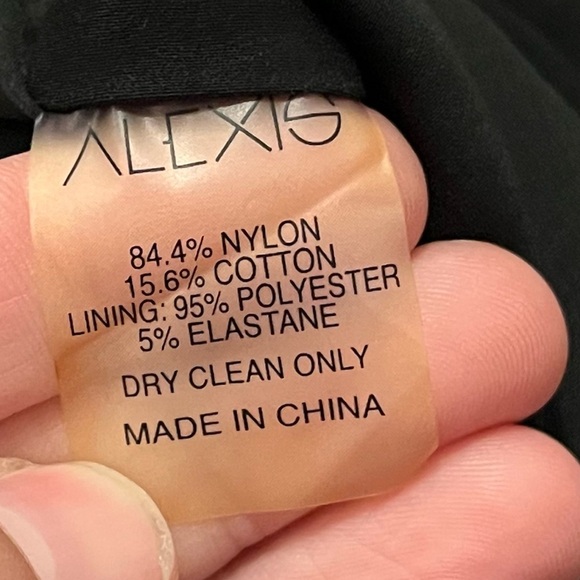 ALEXIS
84.4% NYLON
15.6% COTTON
LINING: 95% POLYESTER
5% ELASTANE
DRY CLEAN ONLY
MADE IN CHINA